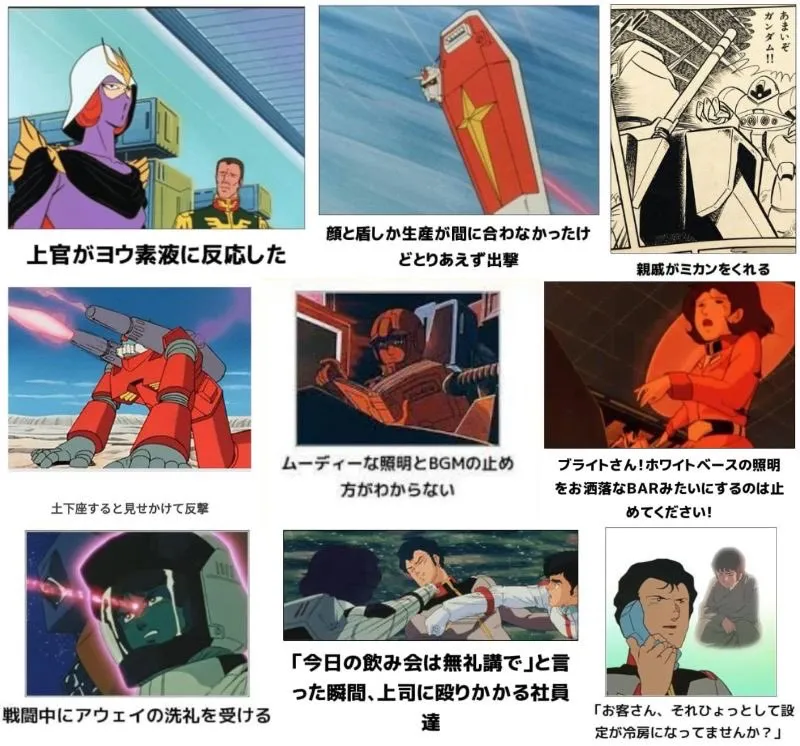 上官がヨウ素液に反応した
顔と盾しか生産が間に合わなかったけ
どとりあえず出撃
あまいぞ
ガンダム!!
親戚がミカンをくれる
土下座すると見せかけて反撃
ムーディーな照明とBGMの止め
方がわからない
ブライトさん!ホワイトベースの照明
をお洒落なBARみたいにするのは止
めてください!
戦闘中にアウェイの洗礼を受ける
「今日の飲み会は無礼講で」と言
った瞬間、上司に殴りかかる社員
達
「お客さん、それひょっとして設
定が冷房になってませんか?」